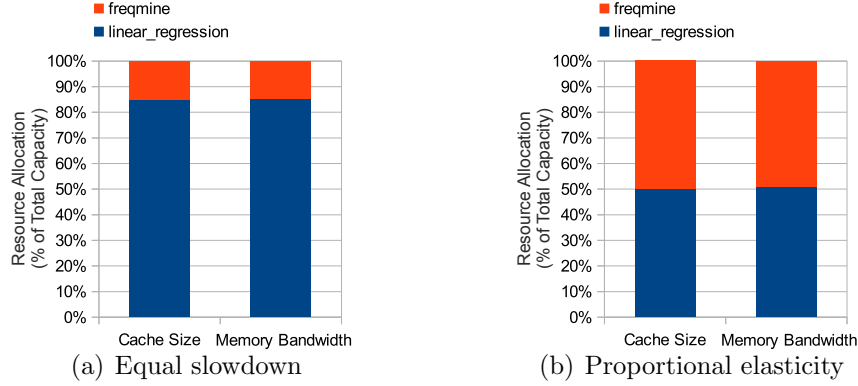 freqmine
linear_regression
100%
90%
80%
70%
60%
50%
40%
30%
20%
10%
0%
Resource Allocation
(% of Total Capacity)
Cache Size Memory Bandwidth
(a) Equal slowdown
freqmine
linear_regression
100%
90%
80%
70%
60%
50%
40%
30%
20%
10%
0%
Resource Allocation
(% of Total Capacity)
Cache Size Memory Bandwidth
(b) Proportional elasticity